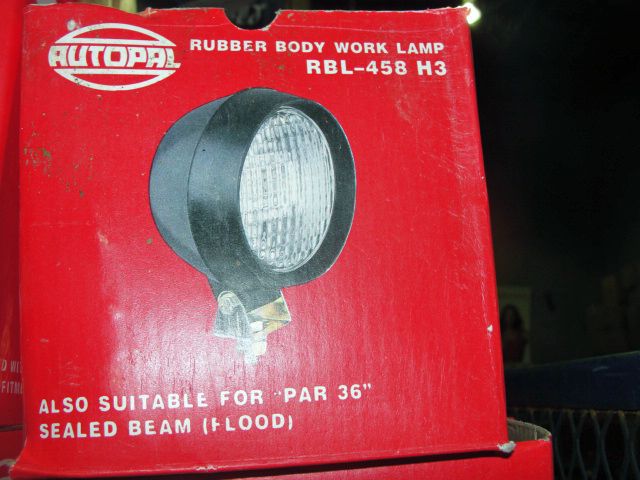 AUTOPAL
RUBBER BODY WORK LAMP
RBL-458 H3
ALSO SUITABLE FOR "PAR 36"
SEALED BEAM (FLOOD)